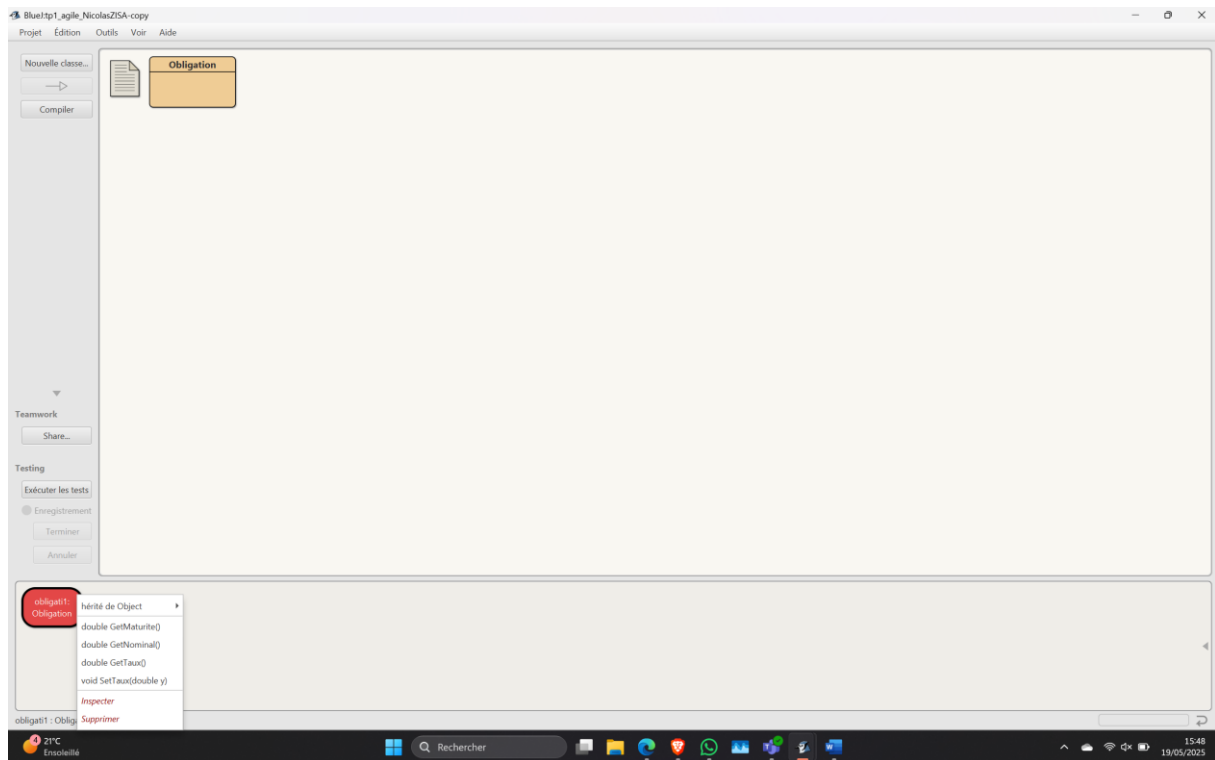 BlueJ:tp1_agile_NicolasZISA-copy
Projet Édition Outils Voir Aide
Nouvelle classe...
Compiler
Obligation
Teamwork
Share...
Testing
Exécuter les tests
Enregistrement
Terminer
Annuler
obligati1:
Obligation
hérité de Object
double GetMaturite()
double GetNominal()
double GetTaux()
void SetTaux(double y)
Inspecter
Supprimer
obligati1 : Oblig
4
21°C
Ensoleillé
Rechercher
15:48
19/05/2025